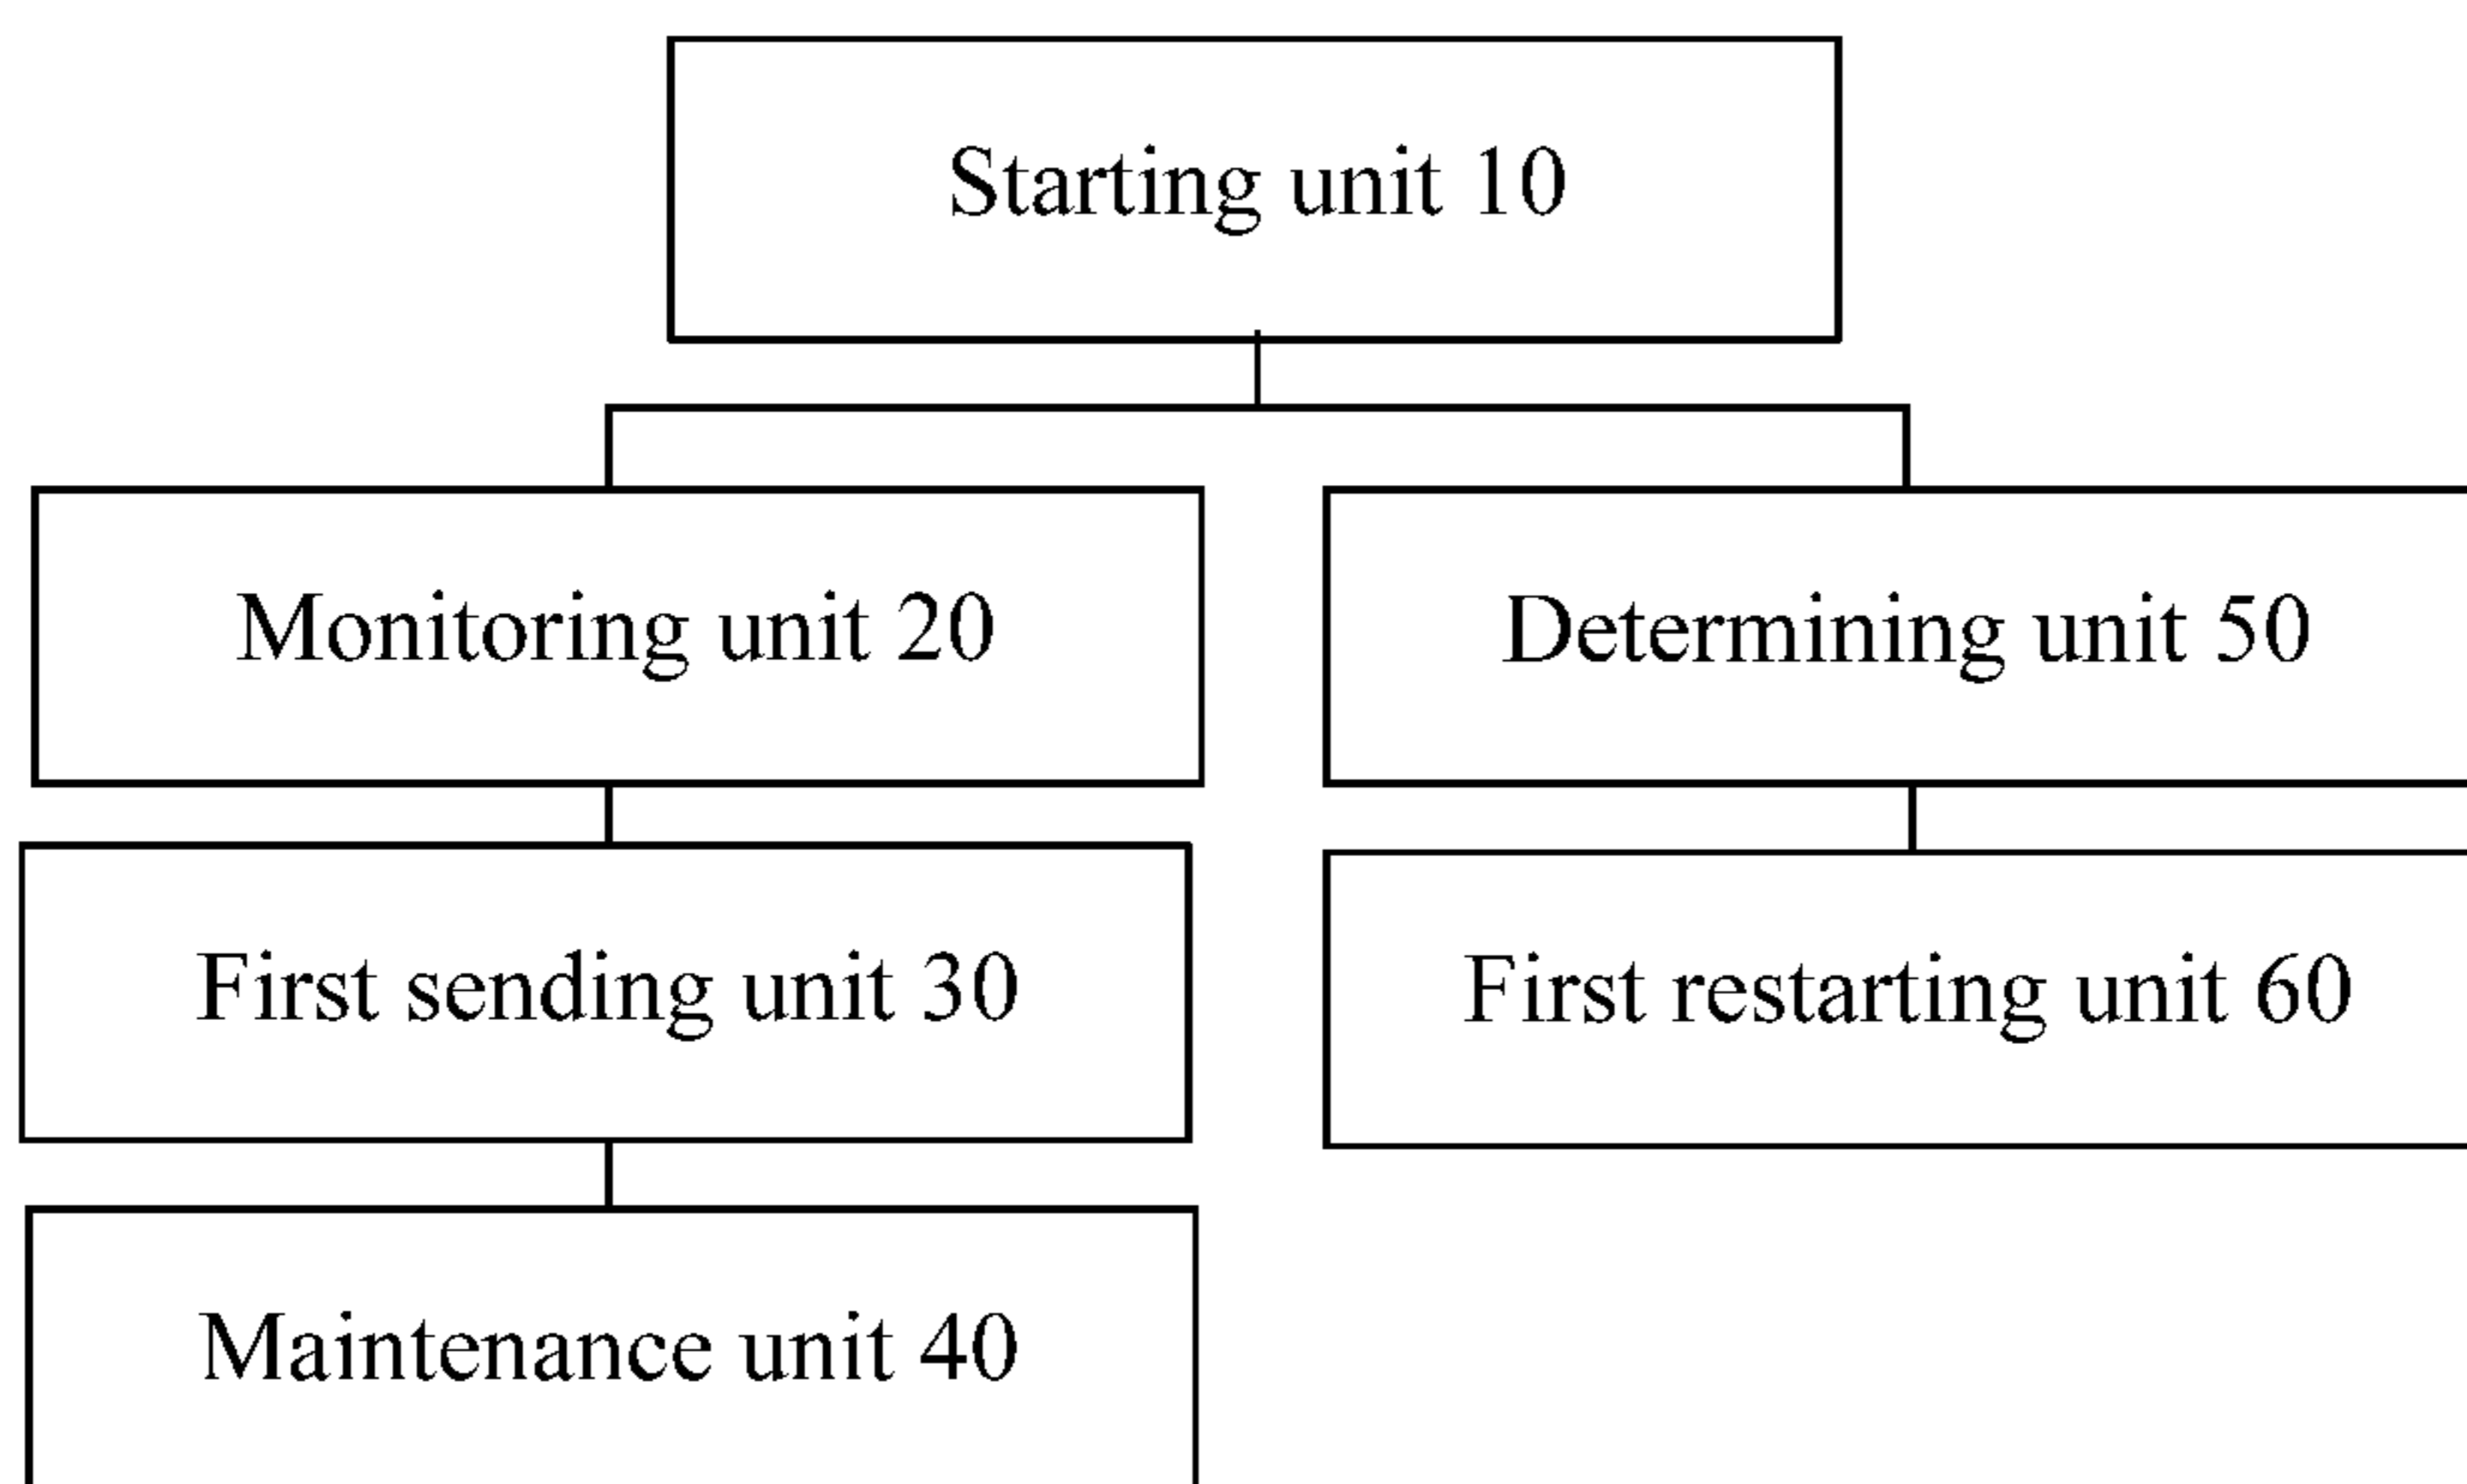 Starting unit 10
Monitoring unit 20
Determining unit 50
First sending unit 30
First restarting unit 60
Maintenance unit 40